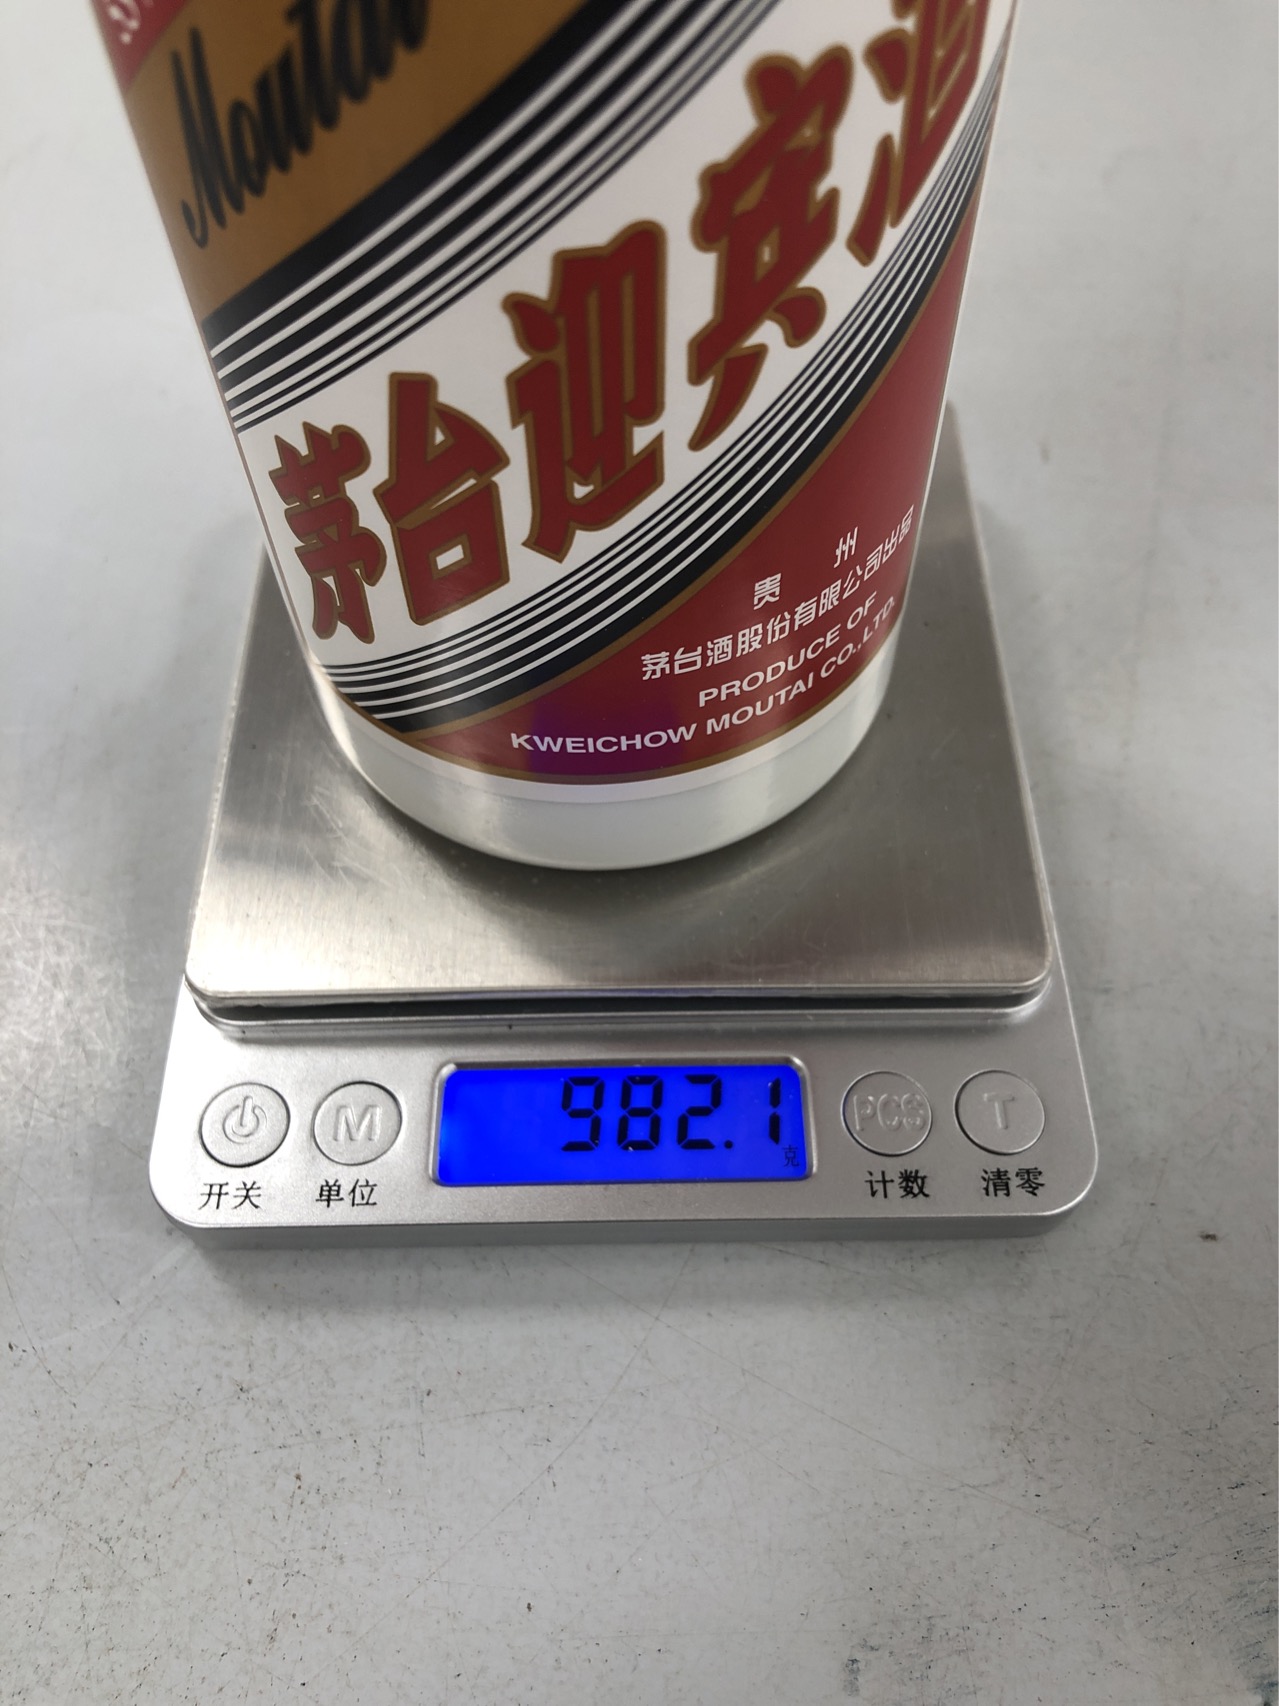 Moutai
茅台迎宾酒
贵州
茅台酒股份有限公司出品
PRODUCE OF
KWEICHOW MOUTAI CO.,LTD.
982.1
克
M
PCS
T
开关
单位
计数
清零